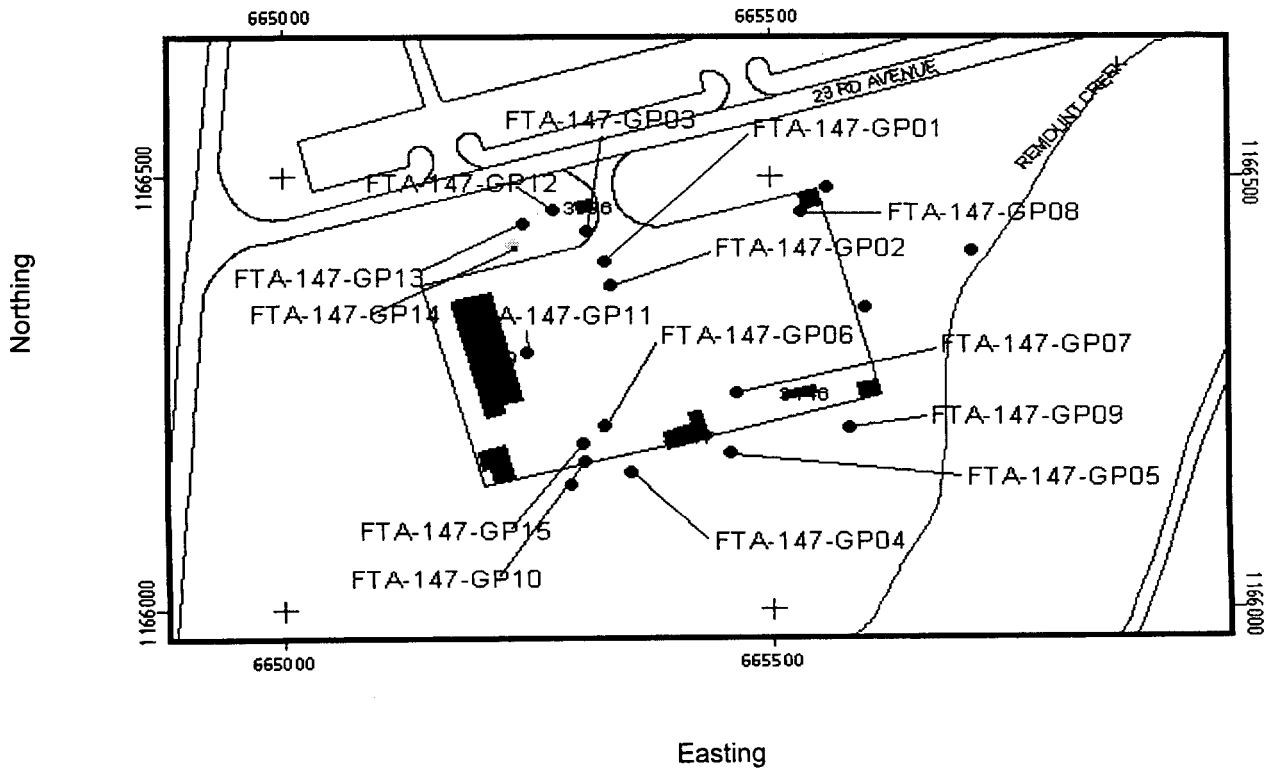 665000
665500
23 RD AVENUE
REMOUNT CREEK
FTA-147-GP03
FTA-147-GP01
1166500
1166500
FTA-147-GP12
FTA-147-GP08
FTA-147-GP02
FTA-147-GP13
FTA-147-GP14
A-147-GP11
FTA-147-GP06
FTA-147-GP07
FTA-147-GP09
FTA-147-GP05
FTA-147-GP15
FTA-147-GP04
FTA-147-GP10
Northing
1166000
1166000
665000
665500
Easting